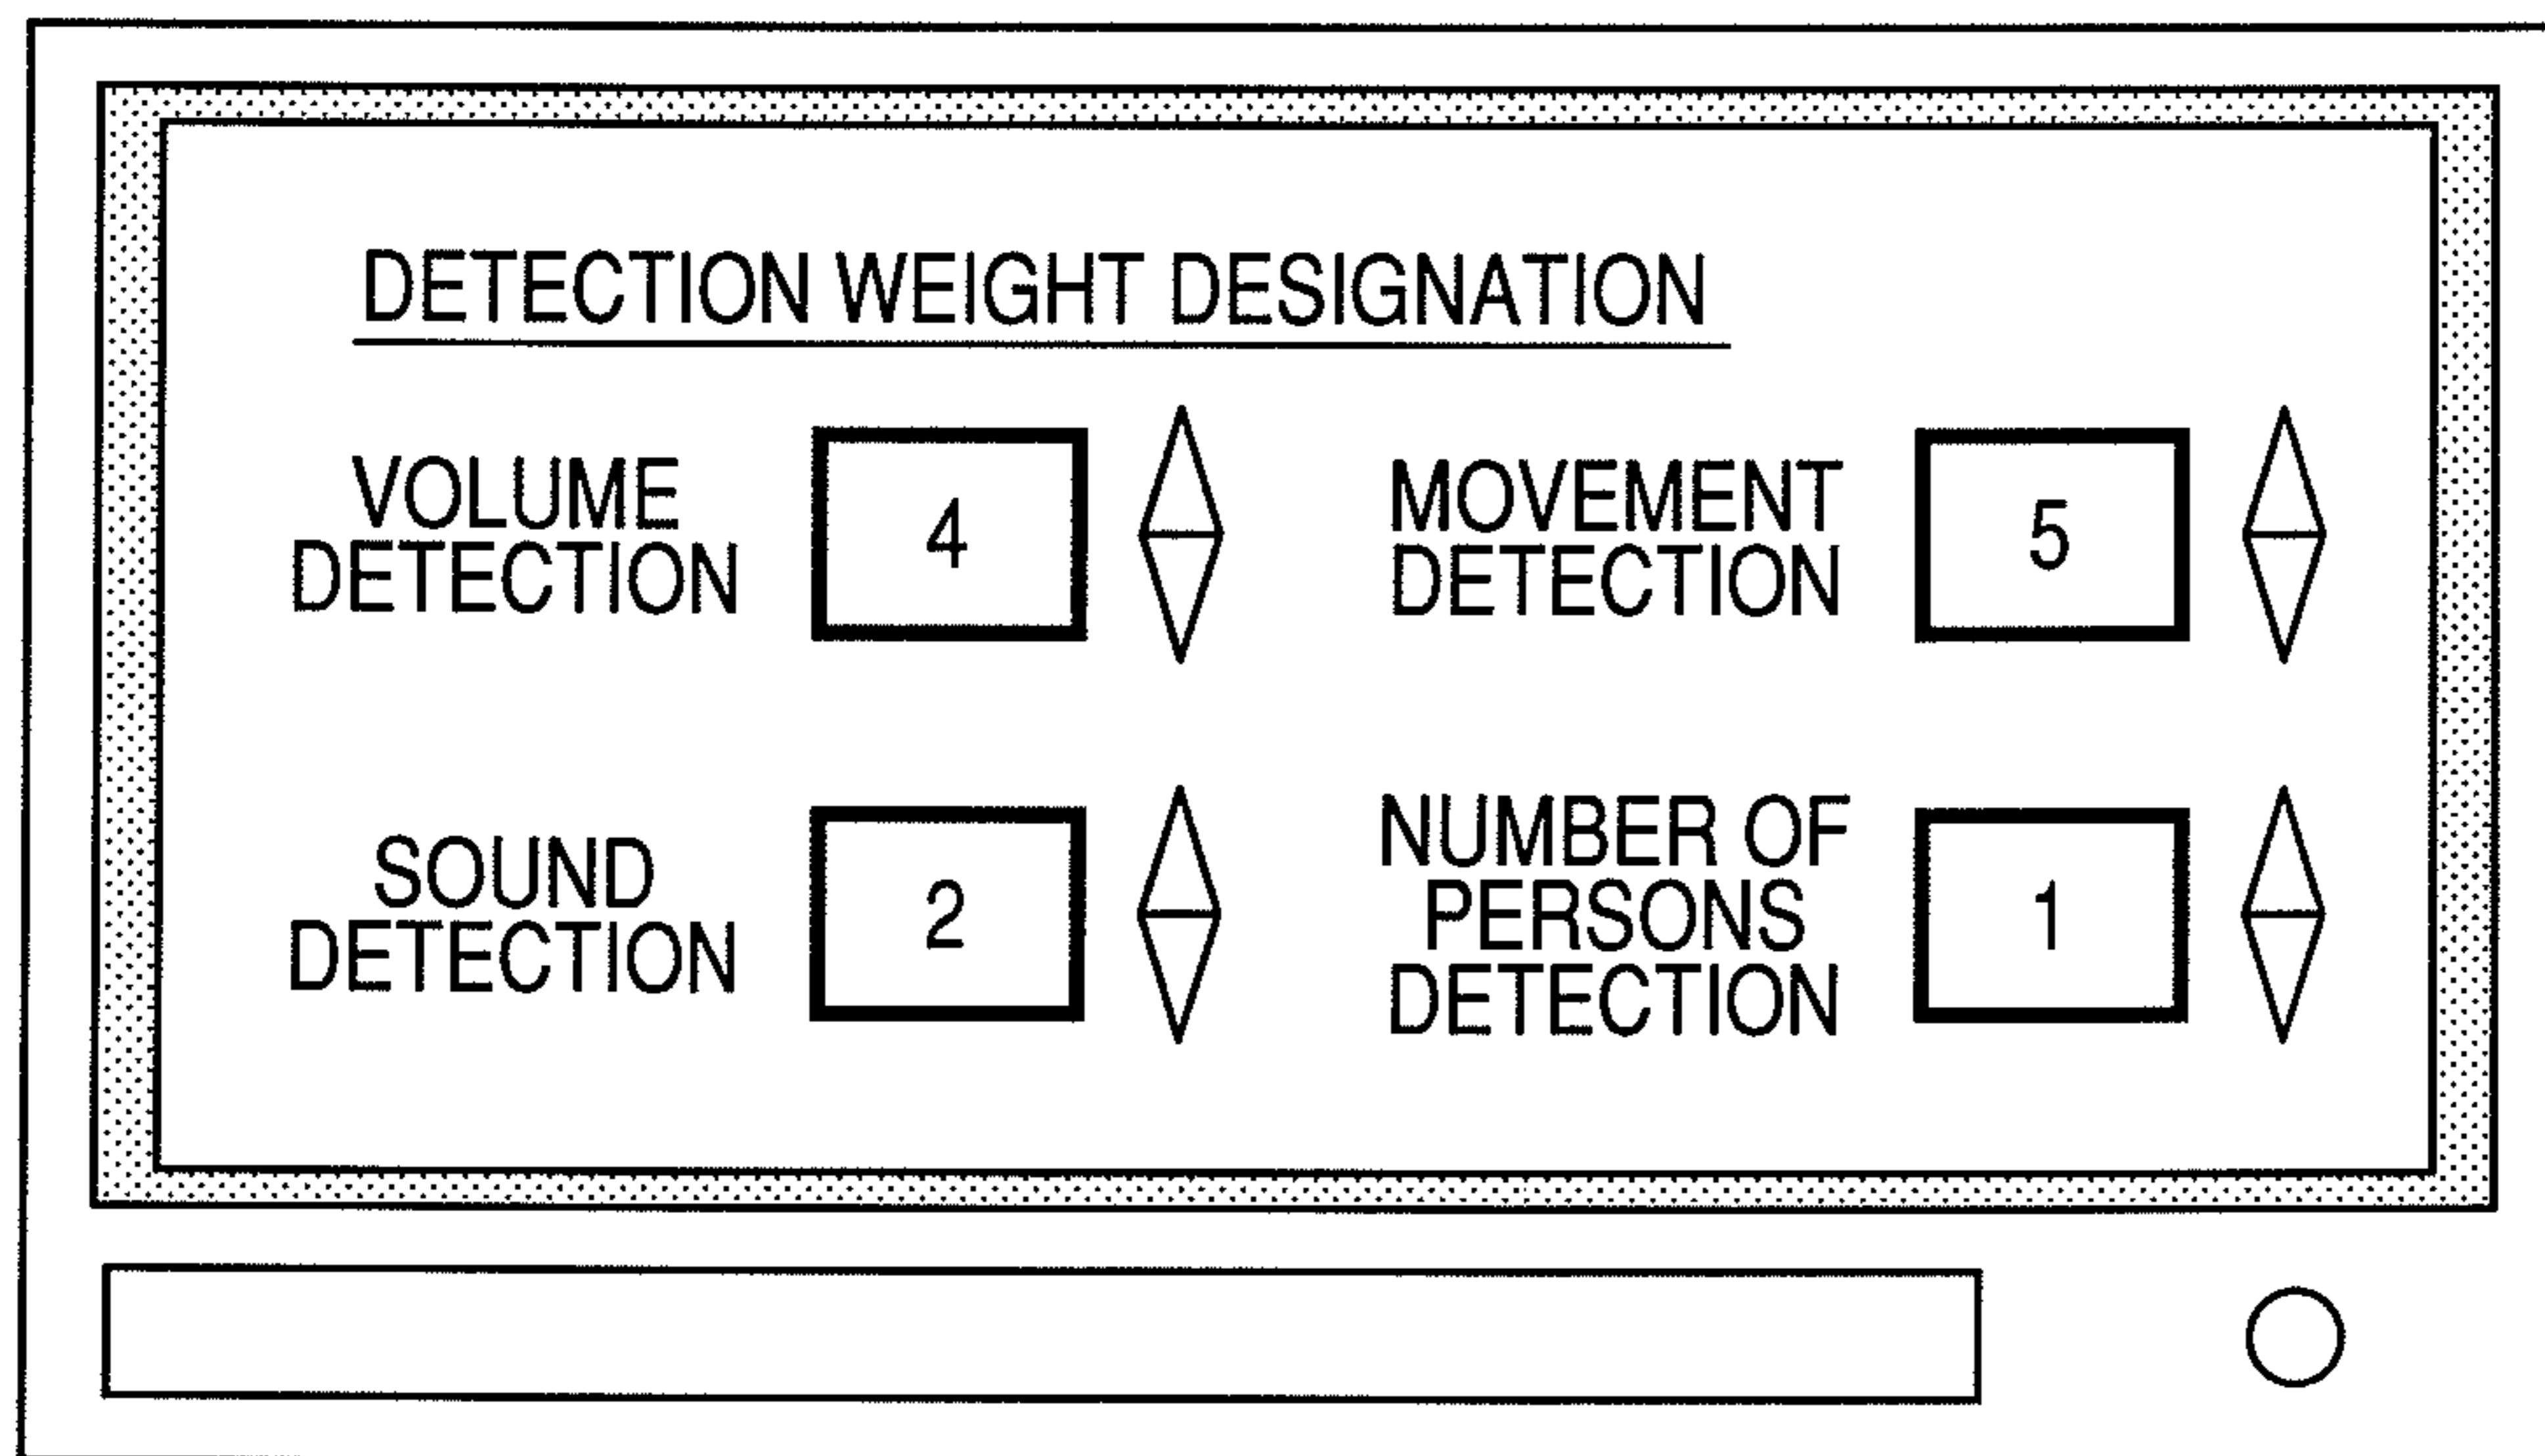 DETECTION WEIGHT DESIGNATION
VOLUME
DETECTION
4
MOVEMENT
DETECTION
5
SOUND
DETECTION
2
NUMBER OF
PERSONS
DETECTION
1